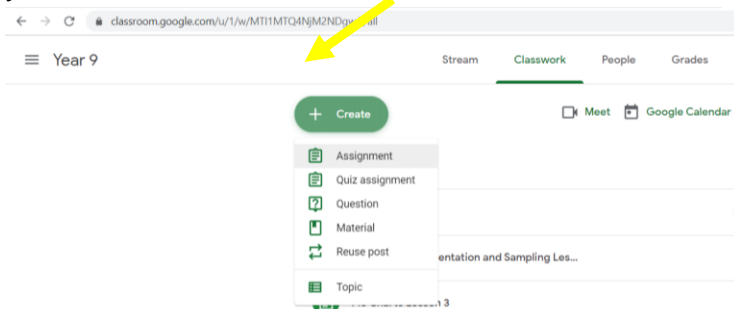 classroom.google.com/u/1/w/MTI1MTQ4NjM2NDgw
Year 9
Stream Classwork People Grades
+ Create
Meet Google Calendar
Assignment
Quiz assignment
Question
Material
Reuse post
entation and Sampling Les...
Topic
3